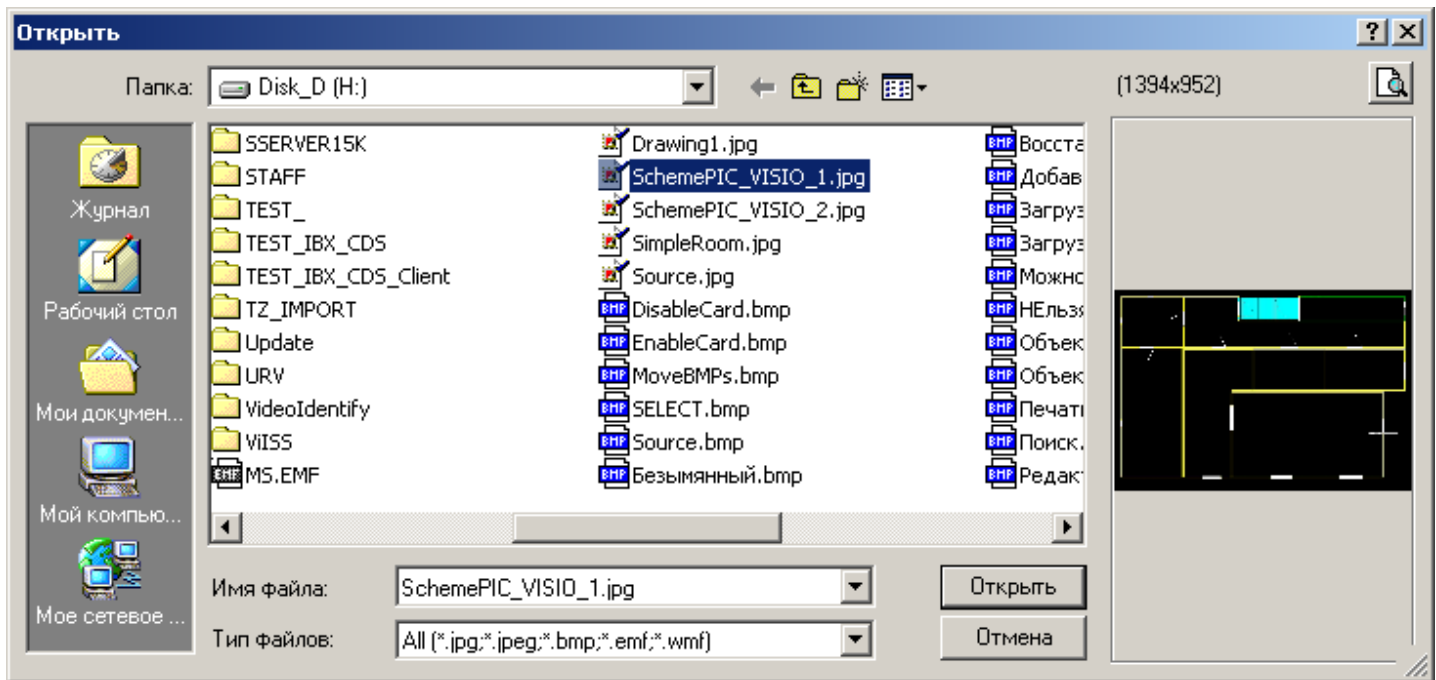 Открыть
Папка: Disk_D (H:) (1394x952)
Журнал
Рабочий стол
Мои докумен...
Мой компью...
Мое сетевое ...
SSERVER15K
STAFF
TEST_
TEST_IBX_CDS
TEST_IBX_CDS_Client
TZ_IMPORT
Update
URV
VideoIdentify
ViISS
MS.EMF
Drawing1.jpg
SchemePIC_VISIO_1.jpg
SchemePIC_VISIO_2.jpg
SimpleRoom.jpg
Source.jpg
DisableCard.bmp
EnableCard.bmp
MoveBMPs.bmp
SELECT.bmp
Source.bmp
Безымянный.bmp
Восста
Добав
Загруз
Загруз
Можно
НЕльзя
Объек
Объек
Печать
Поиск.
Редакт
Имя файла: SchemePIC_VISIO_1.jpg Открыть
Тип файлов: All (*.jpg;*.jpeg;*.bmp;*.emf;*.wmf) Отмена